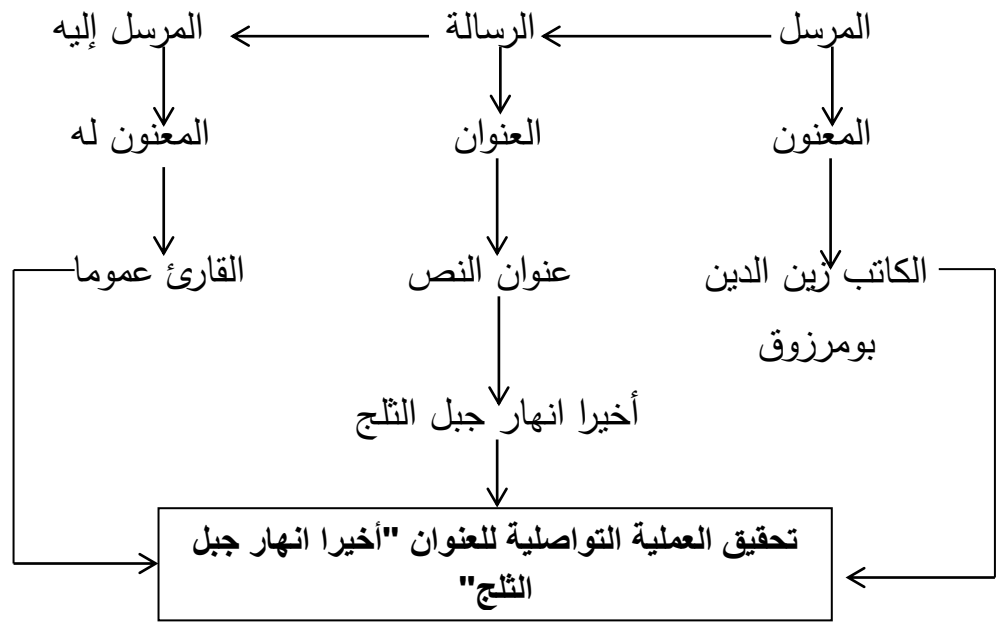 المرسل الرسالة المرسل إليه
المعنون العنوان المعنون له
الكاتب زين الدين عنوان النص القارئ عموما
بومرزوق
أخيرا انهار جبل الثلج
تحقيق العملية التواصلية للعنوان "أخيرا انهار جبل
الثلج"